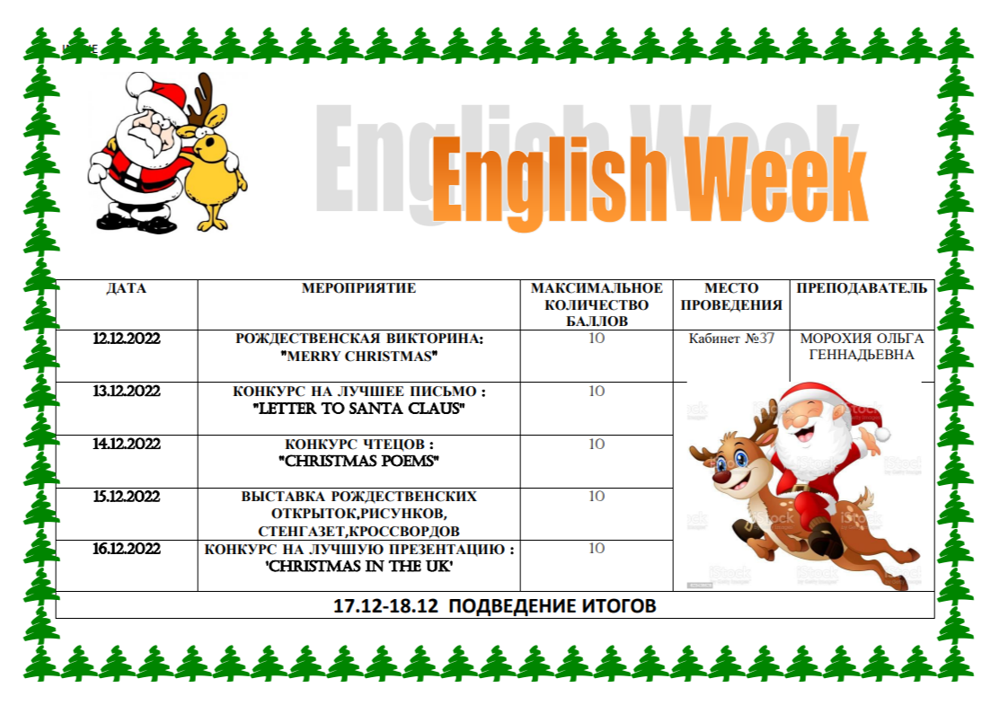 English Week
ДАТА
МЕРОПРИЯТИЕ
МАКСИМАЛЬНОЕ
КОЛИЧЕСТВО
БАЛЛОВ
МЕСТО
ПРОВЕДЕНИЯ
ПРЕПОДАВАТЕЛЬ
12.12.2022
РОЖДЕСТВЕНСКАЯ ВИКТОРИНА:
"MERRY CHRISTMAS"
10
Кабинет №37
МОРОХИЯ ОЛЬГА
ГЕННАДЬЕВНА
13.12.2022
КОНКУРС НА ЛУЧШЕЕ ПИСЬМО :
"LETTER TO SANTA CLAUS"
10
14.12.2022
КОНКУРС ЧТЕЦОВ :
"CHRISTMAS POEMS"
10
15.12.2022
ВЫСТАВКА РОЖДЕСТВЕНСКИХ
ОТКРЫТОК,РИСУНКОВ,
СТЕНГАЗЕТ,КРОССВОРДОВ
10
16.12.2022
КОНКУРС НА ЛУЧШУЮ ПРЕЗЕНТАЦИЮ :
'CHRISTMAS IN THE UK'
10
iStock
17.12-18.12 ПОДВЕДЕНИЕ ИТОГОВ